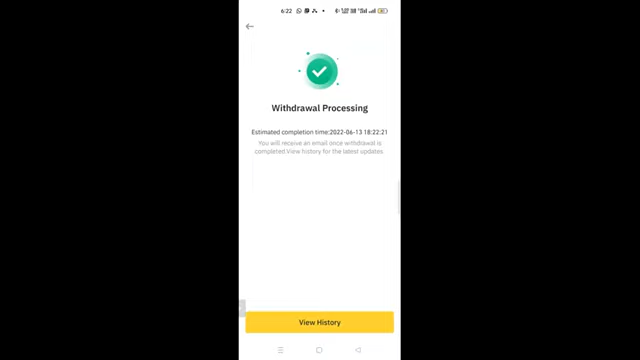 6:22
Withdrawal Processing
Estimated completion time:2022-06-13 18:22:21
You will receive an email once withdrawal is
completed View history for the latest updates.
View History